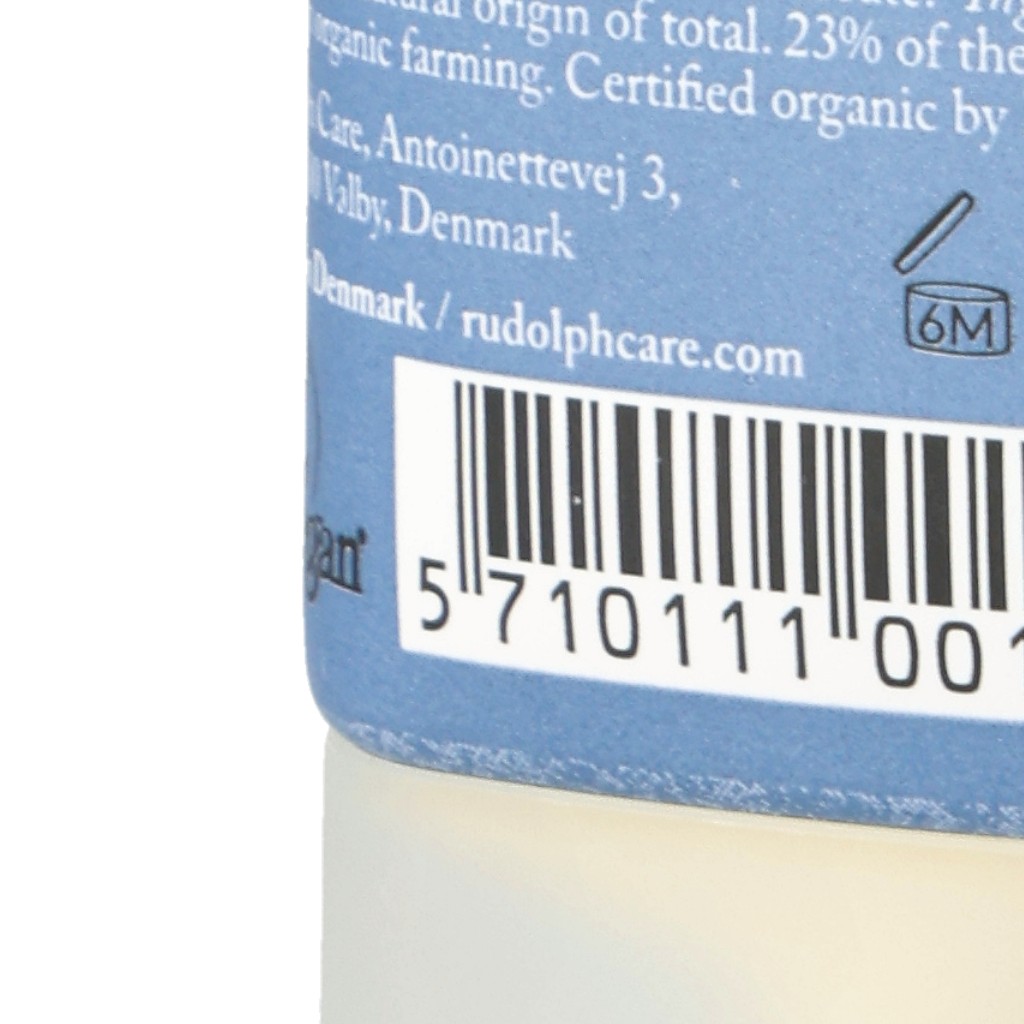 origin of total. 23% of the
organic farming. Certified organic by
Care, Antoinettevej 3,
Valby, Denmark
Denmark / rudolphcare.com
6M
5 710111 00